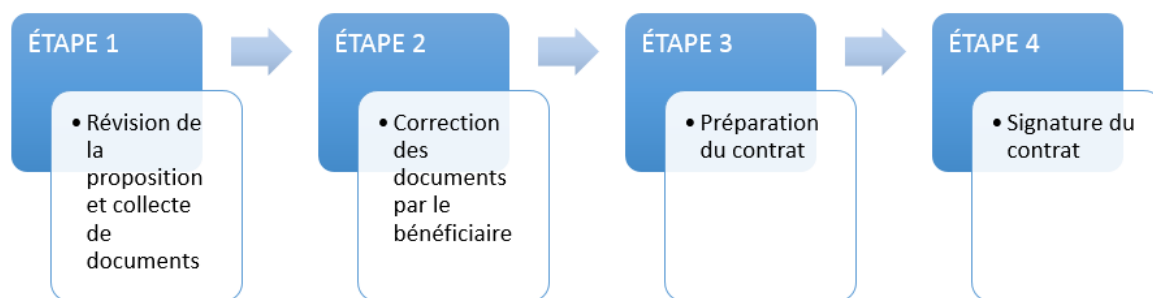 ÉTAPE 1
• Révision de
la
proposition
et collecte
de
documents
ÉTAPE 2
• Correction
des
documents
par le
bénéficiaire
ÉTAPE 3
• Préparation
du contrat
ÉTAPE 4
• Signature du
contrat